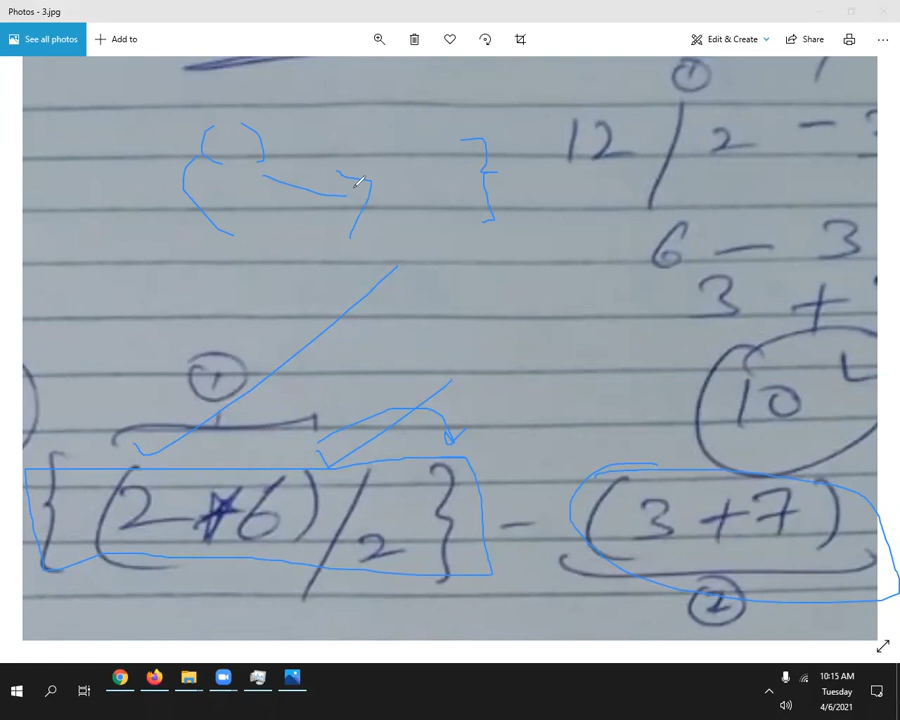 Photos - 3.jpg
See all photos
Add to
Edit & Create
Share
1
12 / 2 -
6 - 3
3 +
10
1
{ (2*6) / 2 } - (3+7)
2
10:15 AM
Tuesday
4/6/2021